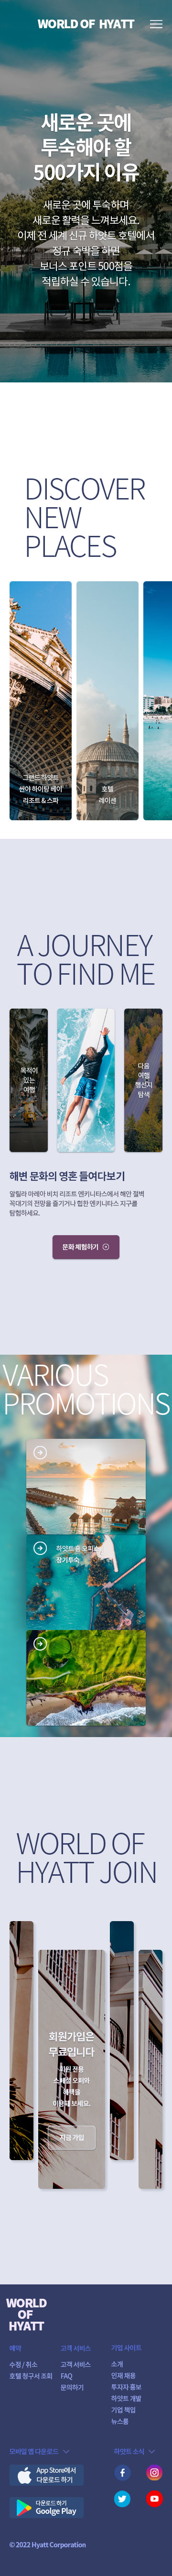 WORLD OF HYATT
새로운 곳에
투숙해야 할
500가지 이유
새로운 곳에 투숙하며
새로운 활력을 느껴보세요.
이제 전 세계 신규 하얏트 호텔에서
정규 숙박을 하면
보너스 포인트 500점을
적립하실 수 있습니다.
DISCOVER
NEW
PLACES
그랜드 하얏트
싼야 하이탕 베이
리조트 & 스파
호텔
레이센
A JOURNEY
TO FIND ME
목적이
있는
여행
다음
여행
행선지
탐색
해변 문화의 영혼 들여다보기
알릴라 마레아 비치 리조트 엔키니타스에서 해안 절벽
꼭대기의 전망을 즐기거나 힙한 엔키니타스 지구를
탐험하세요.
문화 체험하기
VARIOUS
PROMOTIONS
하얏트 웜 오피스
장기투숙
WORLD OF
HYATT JOIN
회원가입은
무료입니다
회원 전용
스페셜 오퍼와
혜택을
이용해 보세요.
지금 가입
WORLD
OF
HYATT
예약
수정 / 취소
호텔 청구서 조회
고객 서비스
고객 서비스
FAQ
문의하기
기업 사이트
소개
인재 채용
투자자 홍보
하얏트 개발
기업 책임
뉴스룸
모바일 앱 다운로드
App Store에서
다운로드 하기
다운로드 하기
Goolge Play
하얏트 소식
© 2022 Hyatt Corporation